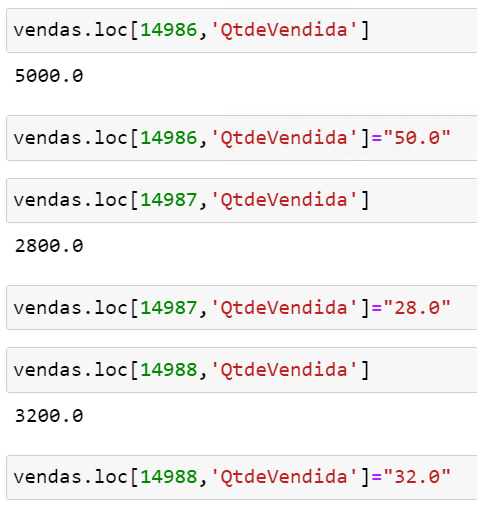 vendas.loc[14986,'QtdeVendida']
5000.0
vendas.loc[14986,'QtdeVendida']="50.0"
vendas.loc[14987,'QtdeVendida']
2800.0
vendas.loc[14987,'QtdeVendida']="28.0"
vendas.loc[14988,'QtdeVendida']
3200.0
vendas.loc[14988,'QtdeVendida']="32.0"